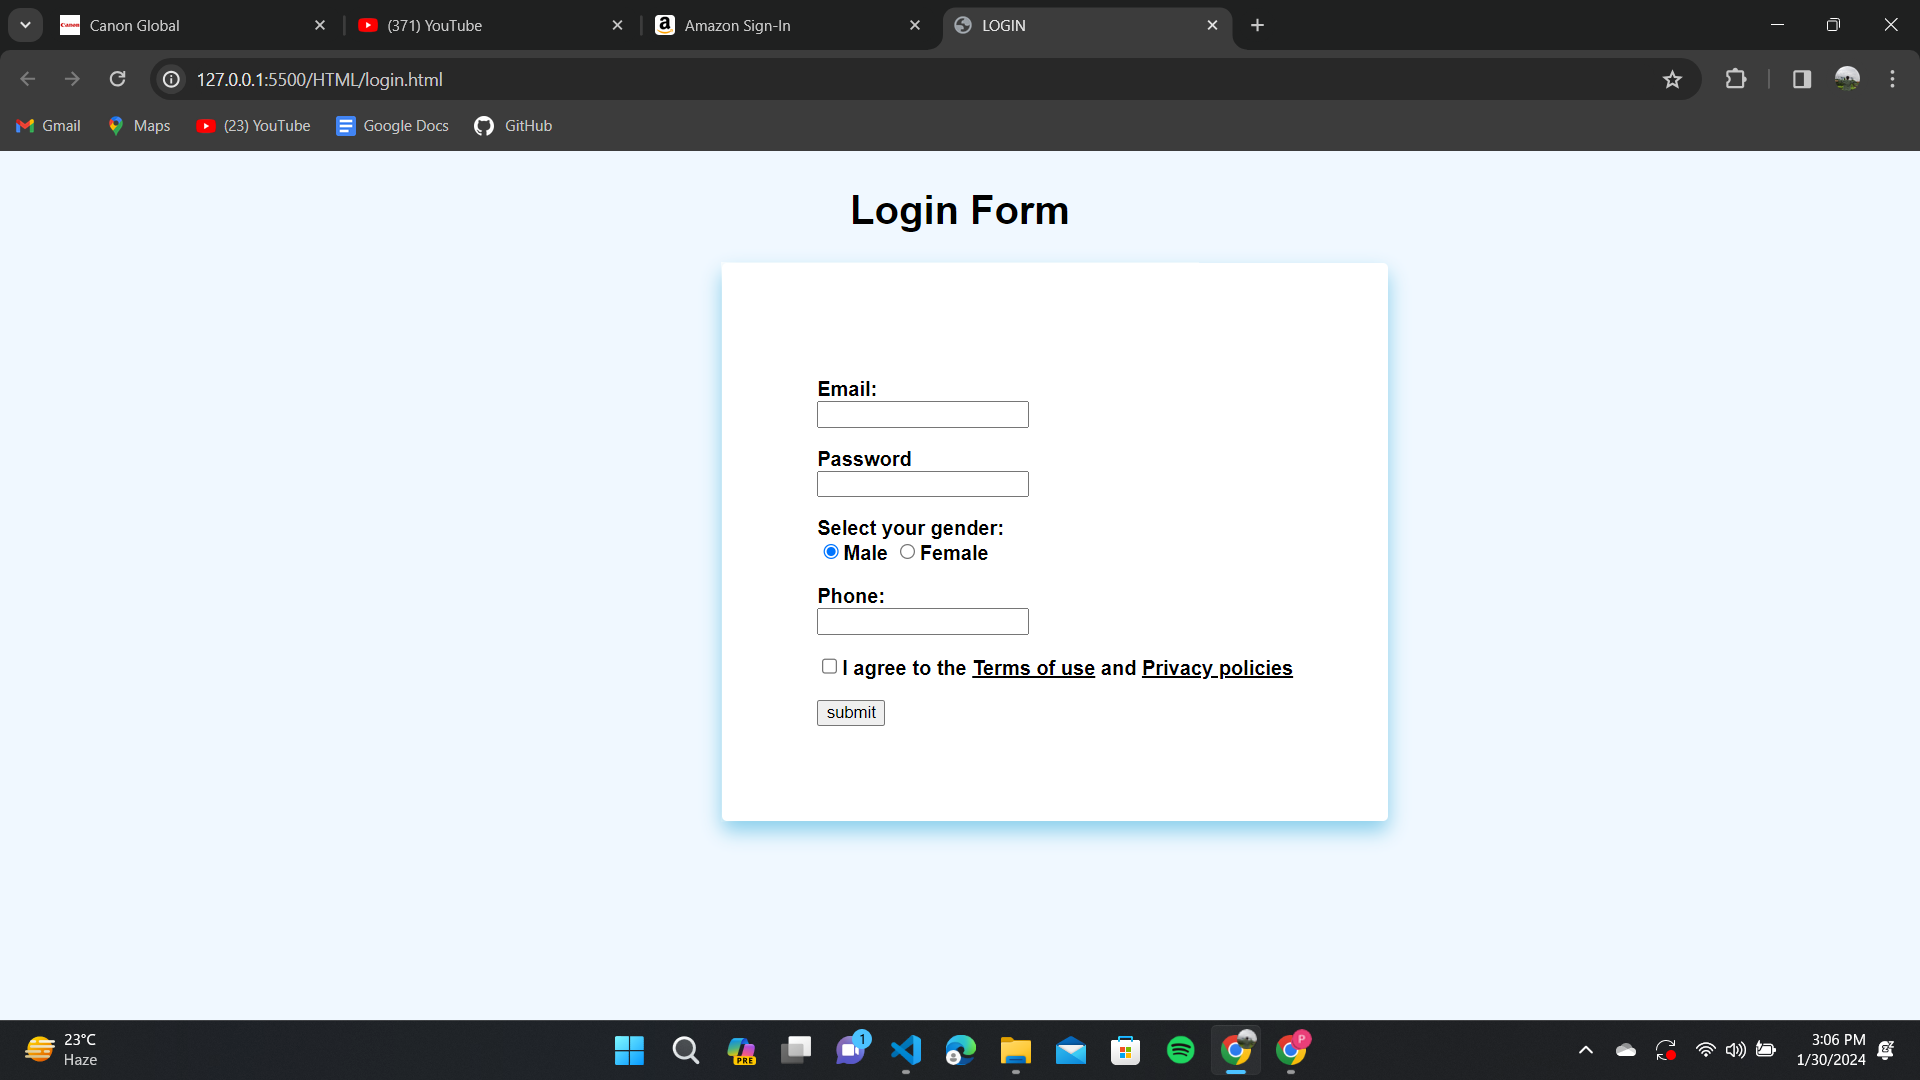 Canon Global
(371) YouTube
Amazon Sign-In
LOGIN
127.0.0.1:5500/HTML/login.html
Gmail
Maps
(23) YouTube
Google Docs
GitHub
Login Form
Email:
Password
Select your gender:
Male Female
Phone:
I agree to the Terms of use and Privacy policies
submit
23°C
Haze
PRE
1
P
3:06 PM
1/30/2024